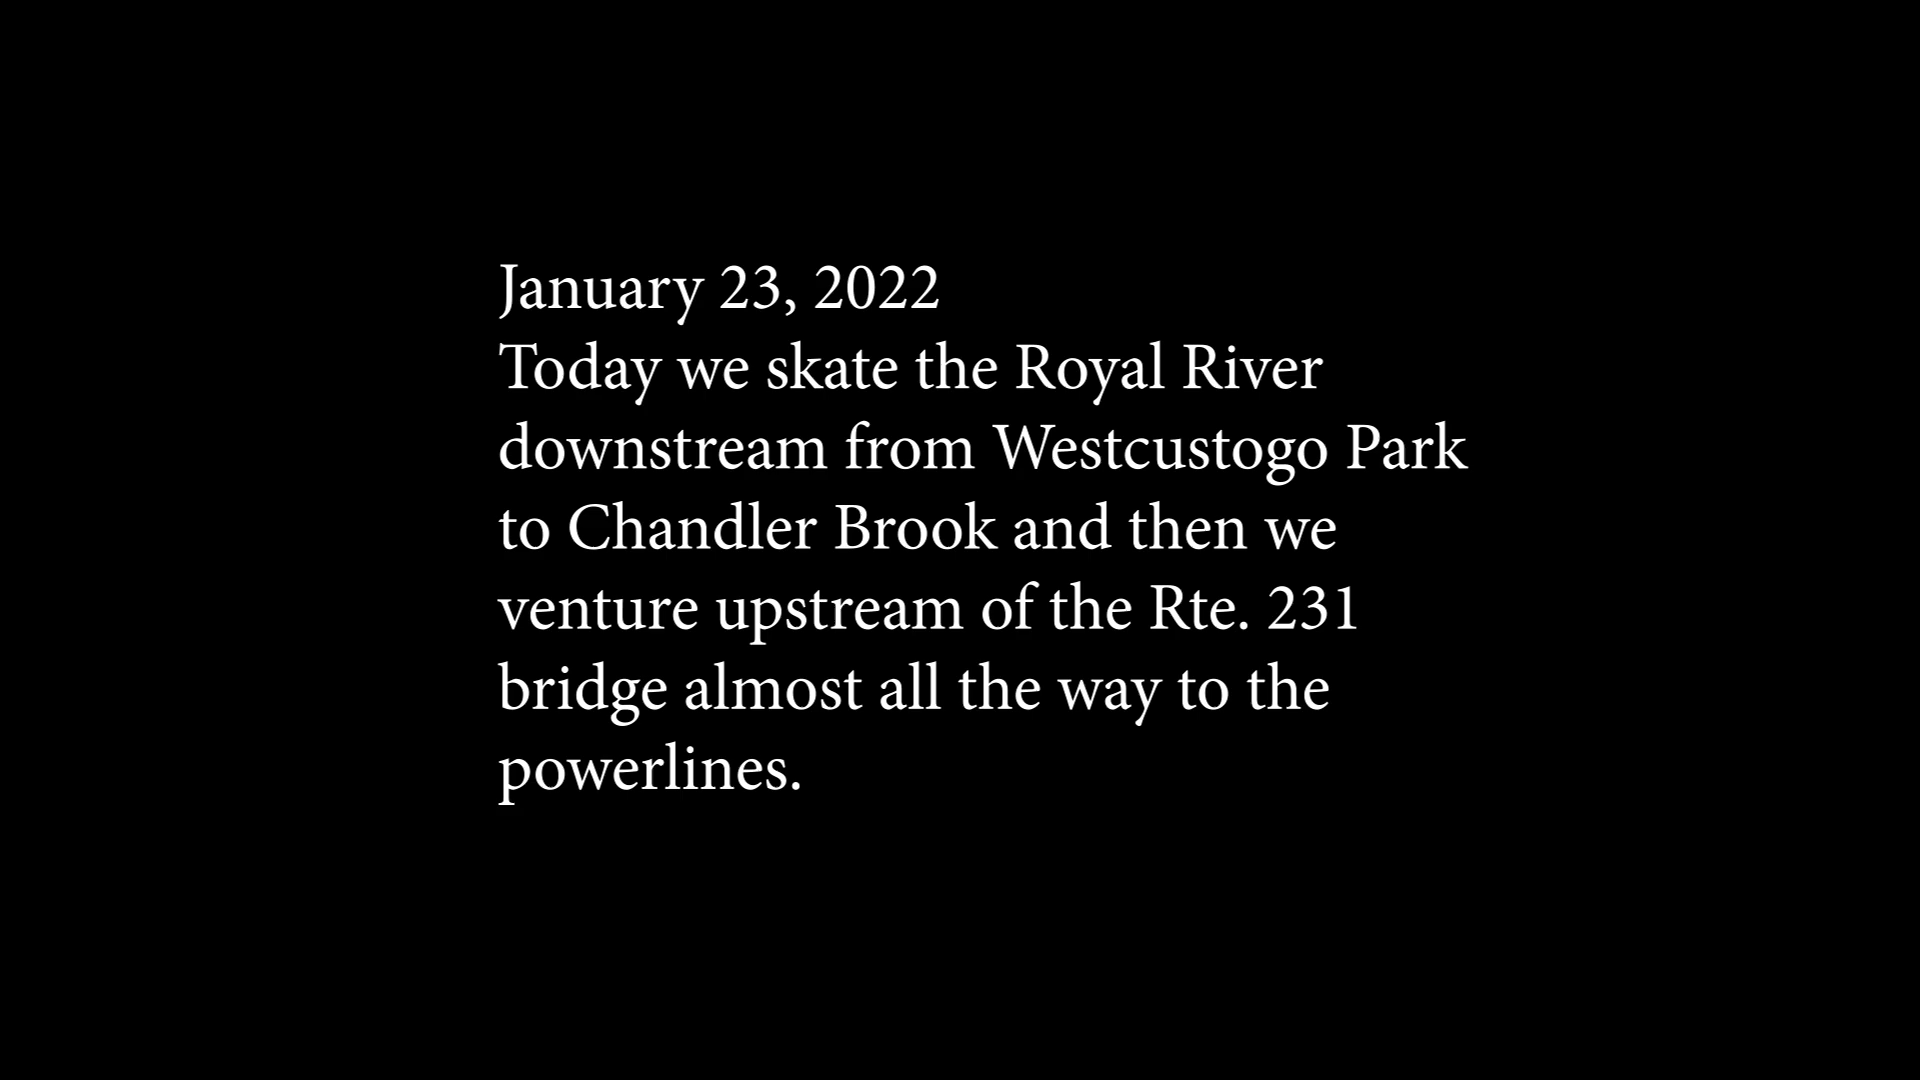 January 23, 2022
Today we skate the Royal River
downstream from Westcustogo Park
to Chandler Brook and then we
venture upstream of the Rte. 231
bridge almost all the way to the
powerlines.